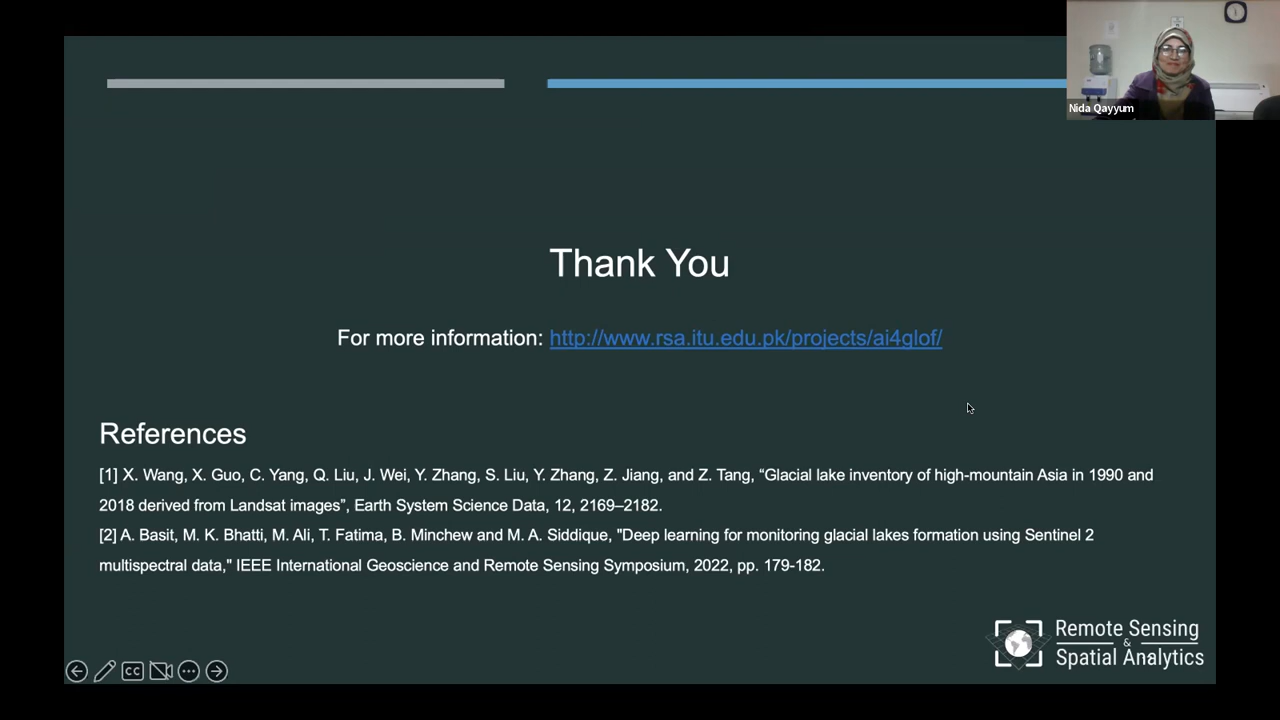 Nida Qayyum
Thank You
For more information: http://www.rsa.itu.edu.pk/projects/ai4glof/
References
[1] X. Wang, X. Guo, C. Yang, Q. Liu, J. Wei, Y. Zhang, S. Liu, Y. Zhang, Z. Jiang, and Z. Tang, “Glacial lake inventory of high-mountain Asia in 1990 and
2018 derived from Landsat images”, Earth System Science Data, 12, 2169–2182.
[2] A. Basit, M. K. Bhatti, M. Ali, T. Fatima, B. Minchew and M. A. Siddique, "Deep learning for monitoring glacial lakes formation using Sentinel 2
multispectral data," IEEE International Geoscience and Remote Sensing Symposium, 2022, pp. 179-182.
Remote Sensing
&
Spatial Analytics
CC